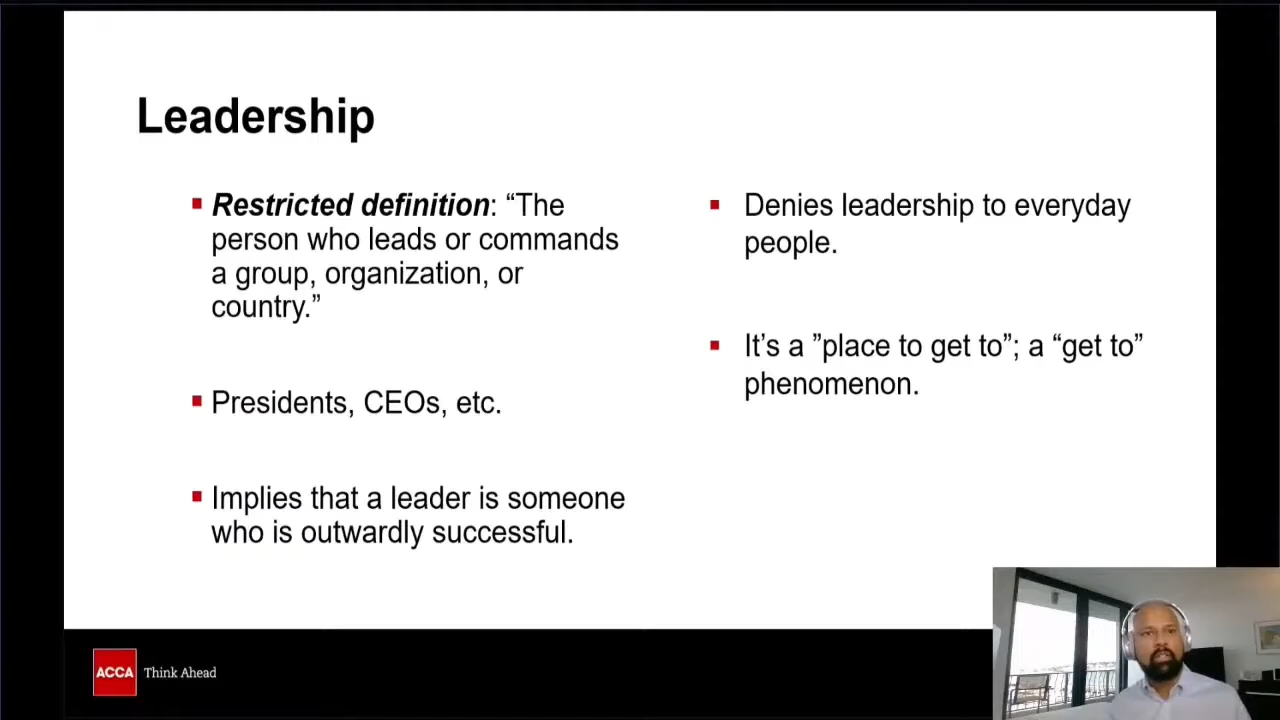 Leadership
▪ Restricted definition: “The
person who leads or commands
a group, organization, or
country.”
▪ Presidents, CEOs, etc.
▪ Implies that a leader is someone
who is outwardly successful.
▪ Denies leadership to everyday
people.
▪ It’s a ”place to get to”; a “get to”
phenomenon.
ACCA Think Ahead